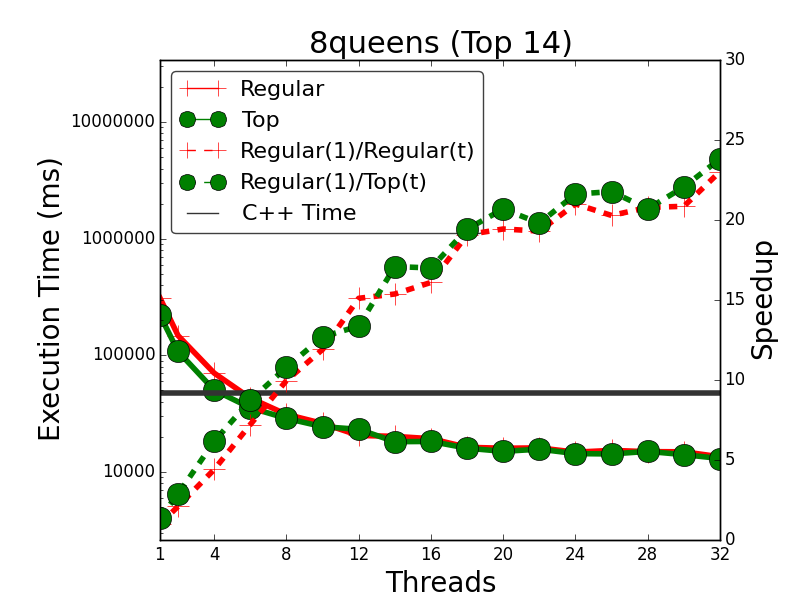 8queens (Top 14)
Regular
Top
Regular(1)/Regular(t)
Regular(1)/Top(t)
C++ Time
Execution Time (ms)
10000000
1000000
100000
10000
Speedup
30
25
20
15
10
5
0
1 4 8 12 16 20 24 28 32
Threads